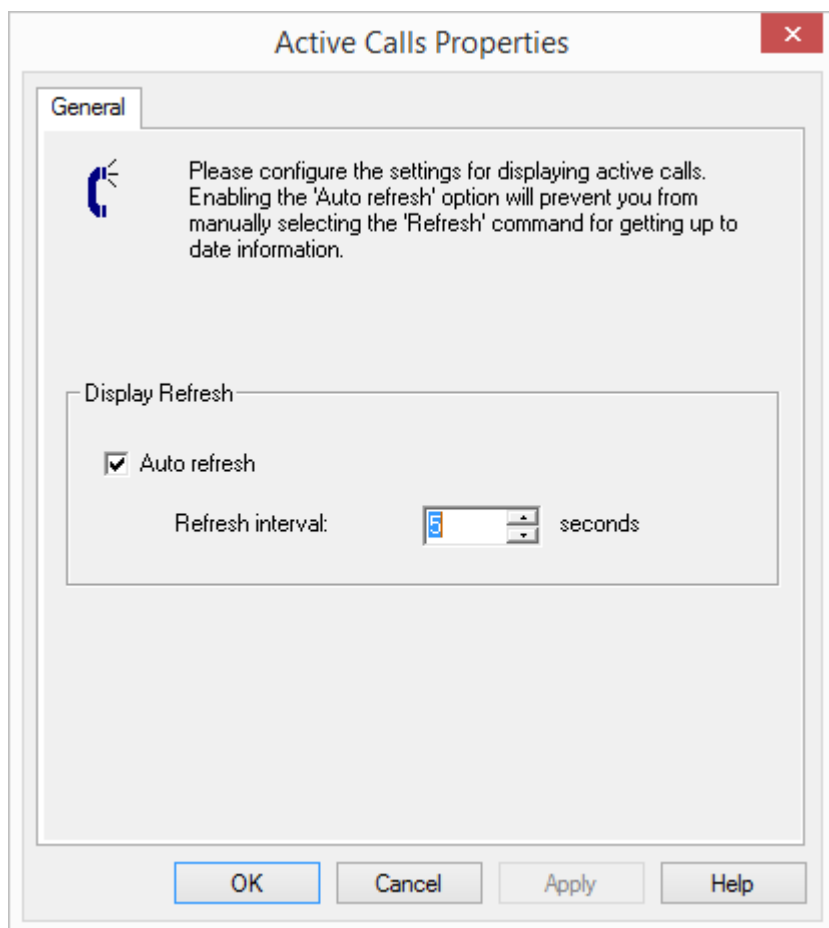 Active Calls Properties
General
Please configure the settings for displaying active calls.
Enabling the 'Auto refresh' option will prevent you from
manually selecting the 'Refresh' command for getting up to
date information.
Display Refresh
Auto refresh
Refresh interval: 5 seconds
OK Cancel Apply Help